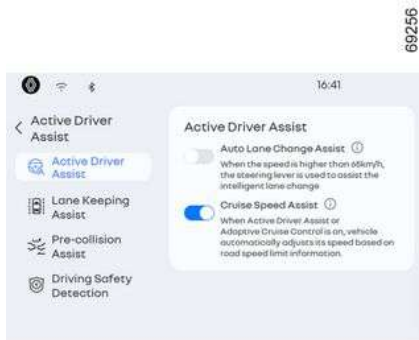 69256
16:41
Active Driver
Assist
Active Driver
Assist
Lane Keeping
Assist
Pre-collision
Assist
Driving Safety
Detection
Active Driver Assist
Auto Lane Change Assist
When the speed is higher than 65km/h,
the steering lever is used to assist the
intelligent lane change
Cruise Speed Assist
When Active Driver Assist or
Adaptive Cruise Control is on, vehicle
automatically adjusts its speed based on
road speed limit information.